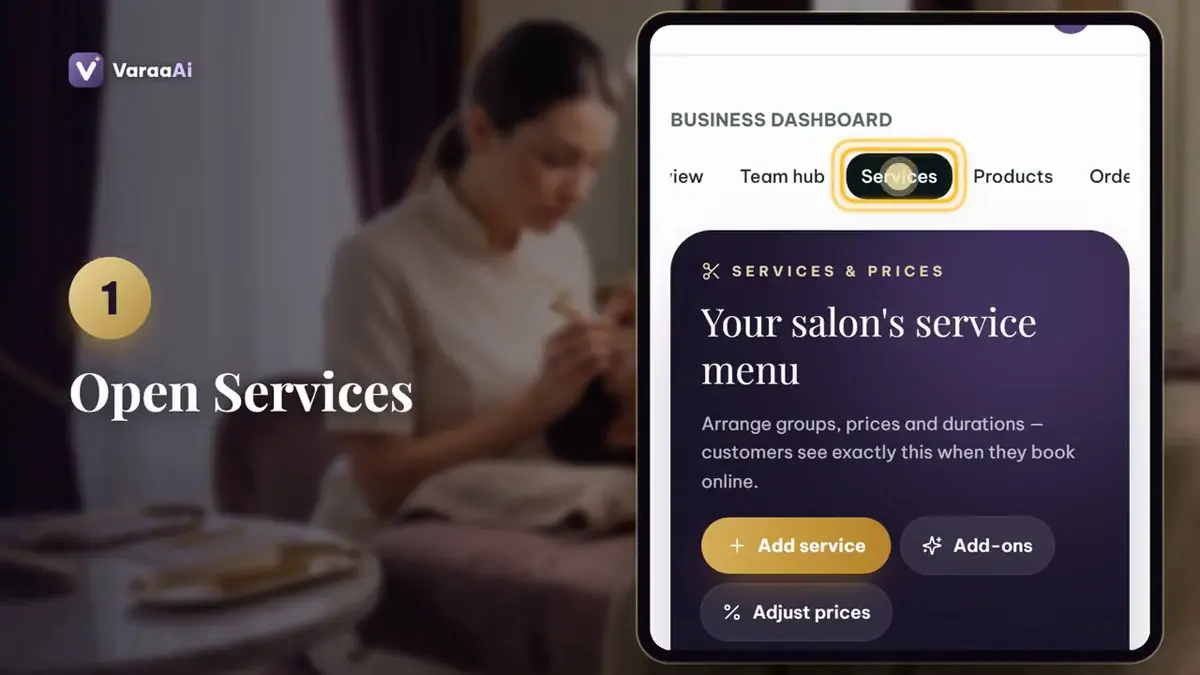 VaraaAi
1
Open Services
BUSINESS DASHBOARD
view Team hub Services Products Orde
SERVICES & PRICES
Your salon's service
menu
Arrange groups, prices and durations —
customers see exactly this when they book
online.
+ Add service
Add-ons
% Adjust prices